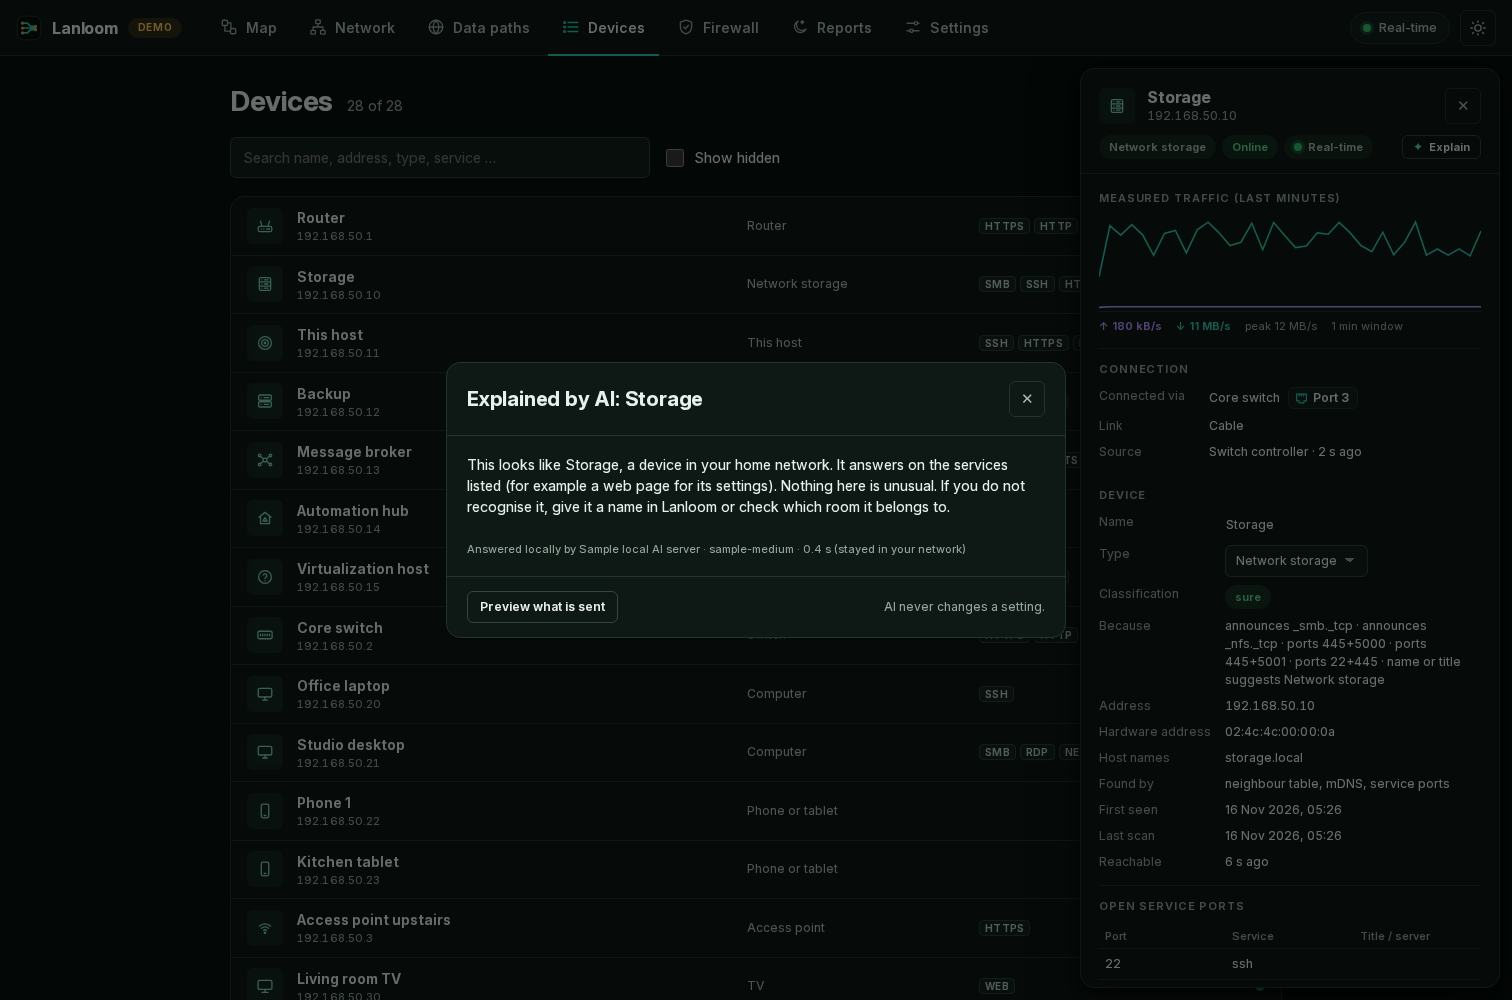 Lanloom DEMO Map Network Data paths Devices Firewall Reports Settings Real-time
Devices 28 of 28
Search name, address, type, service ...
Show hidden
Router
192.168.50.1
Router
HTTPS HTTP
Storage
192.168.50.10
Network storage
SMB SSH
This host
192.168.50.11
This host
SSH HTTPS
Backup
192.168.50.12
Message broker
192.168.50.13
Automation hub
192.168.50.14
Virtualization host
192.168.50.15
Core switch
192.168.50.2
Office laptop
192.168.50.20
Computer
SSH
Studio desktop
192.168.50.21
Computer
SMB RDP
Phone 1
192.168.50.22
Phone or tablet
Kitchen tablet
192.168.50.23
Phone or tablet
Access point upstairs
192.168.50.3
Access point
HTTPS
Living room TV
192.168.50.30
TV
WEB
Explained by AI: Storage
This looks like Storage, a device in your home network. It answers on the services
listed (for example a web page for its settings). Nothing here is unusual. If you do not
recognise it, give it a name in Lanloom or check which room it belongs to.
Answered locally by Sample local AI server · sample-medium · 0.4 s (stayed in your network)
Preview what is sent
AI never changes a setting.
Storage
192.168.50.10
Network storage Online Real-time Explain
MEASURED TRAFFIC (LAST MINUTES)
↑ 180 kB/s ↓ 11 MB/s peak 12 MB/s 1 min window
CONNECTION
Connected via Core switch Port 3
Link Cable
Source Switch controller · 2 s ago
DEVICE
Name Storage
Type Network storage
Classification sure
Because announces _smb._tcp · announces
_nfs._tcp · ports 445+5000 · ports
445+5001 · ports 22+445 · name or title
suggests Network storage
Address 192.168.50.10
Hardware address 02:4c:4c:00:00:0a
Host names storage.local
Found by neighbour table, mDNS, service ports
First seen 16 Nov 2026, 05:26
Last scan 16 Nov 2026, 05:26
Reachable 6 s ago
OPEN SERVICE PORTS
Port Service Title / server
22 ssh